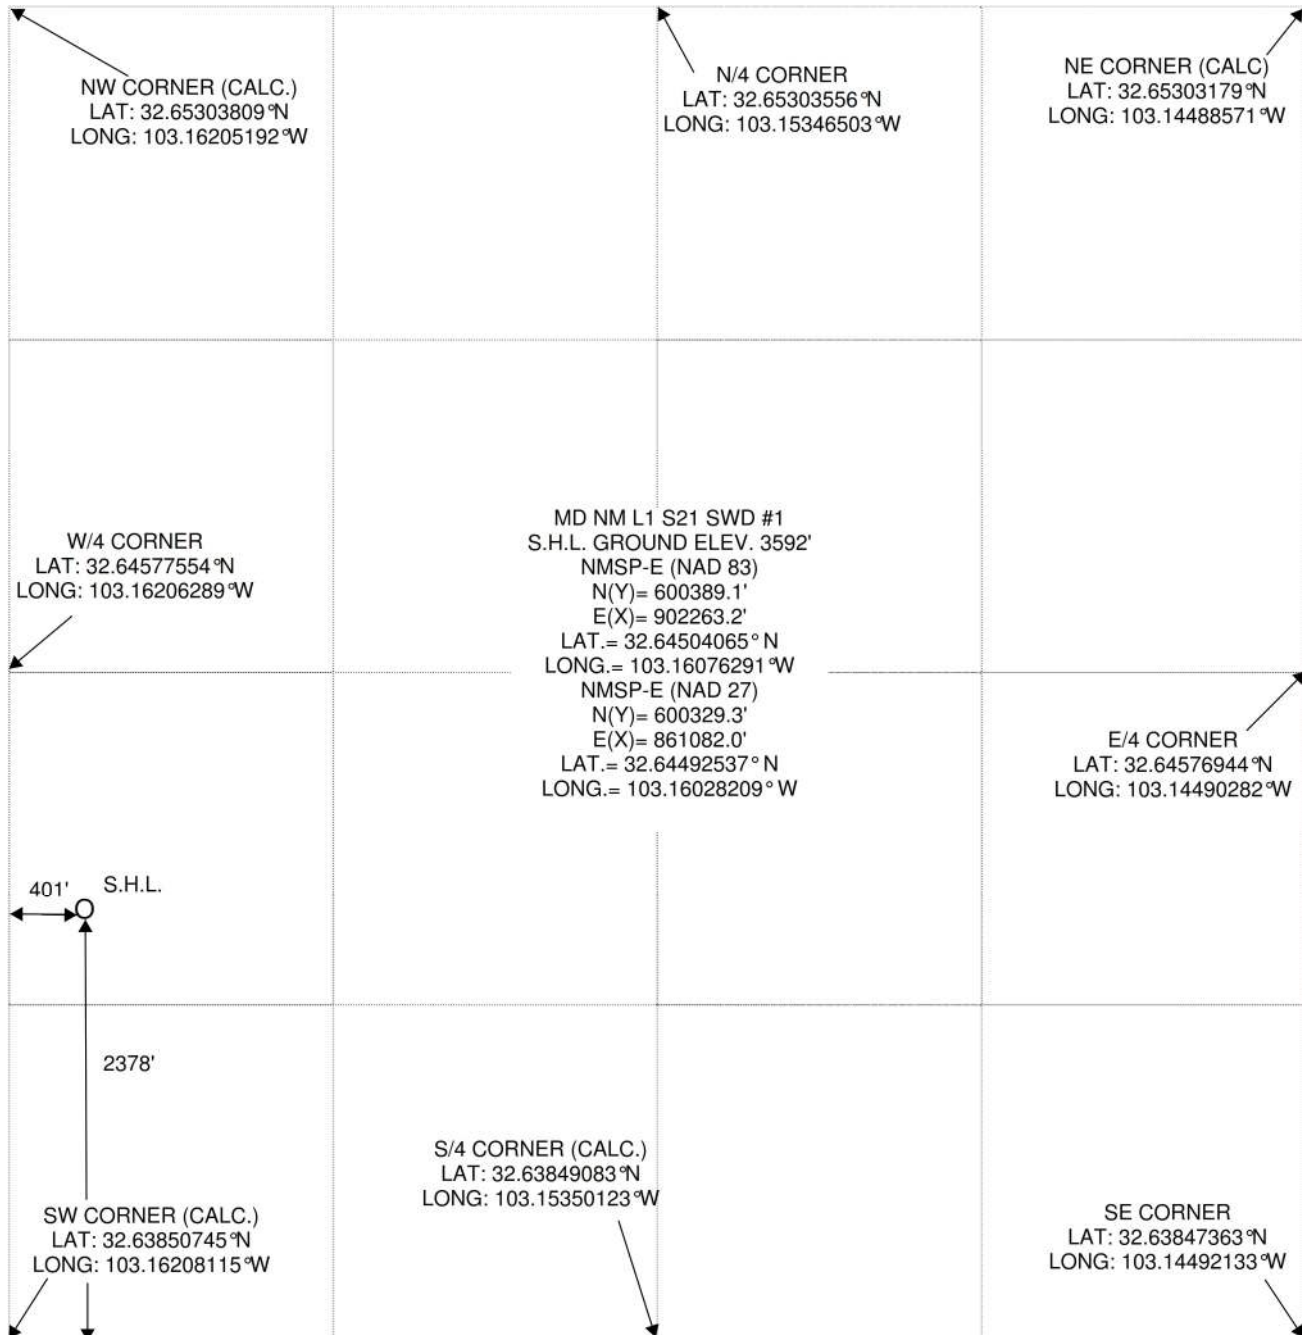 NW CORNER (CALC.)
LAT: 32.65303809°N
LONG: 103.16205192°W
N/4 CORNER
LAT: 32.65303556°N
LONG: 103.15346503°W
NE CORNER (CALC)
LAT: 32.65303179°N
LONG: 103.14488571°W
W/4 CORNER
LAT: 32.64577554°N
LONG: 103.16206289°W
MD NM L1 S21 SWD #1
S.H.L. GROUND ELEV. 3592'
NMSP-E (NAD 83)
N(Y)= 600389.1'
E(X)= 902263.2'
LAT.= 32.64504065° N
LONG.= 103.16076291°W
NMSP-E (NAD 27)
N(Y)= 600329.3'
E(X)= 861082.0'
LAT.= 32.64492537° N
LONG.= 103.16028209° W
E/4 CORNER
LAT: 32.64576944°N
LONG: 103.14490282°W
401'
S.H.L.
2378'
S/4 CORNER (CALC.)
LAT: 32.63849083°N
LONG: 103.15350123°W
SW CORNER (CALC.)
LAT: 32.63850745°N
LONG: 103.16208115°W
SE CORNER
LAT: 32.63847363°N
LONG: 103.14492133°W